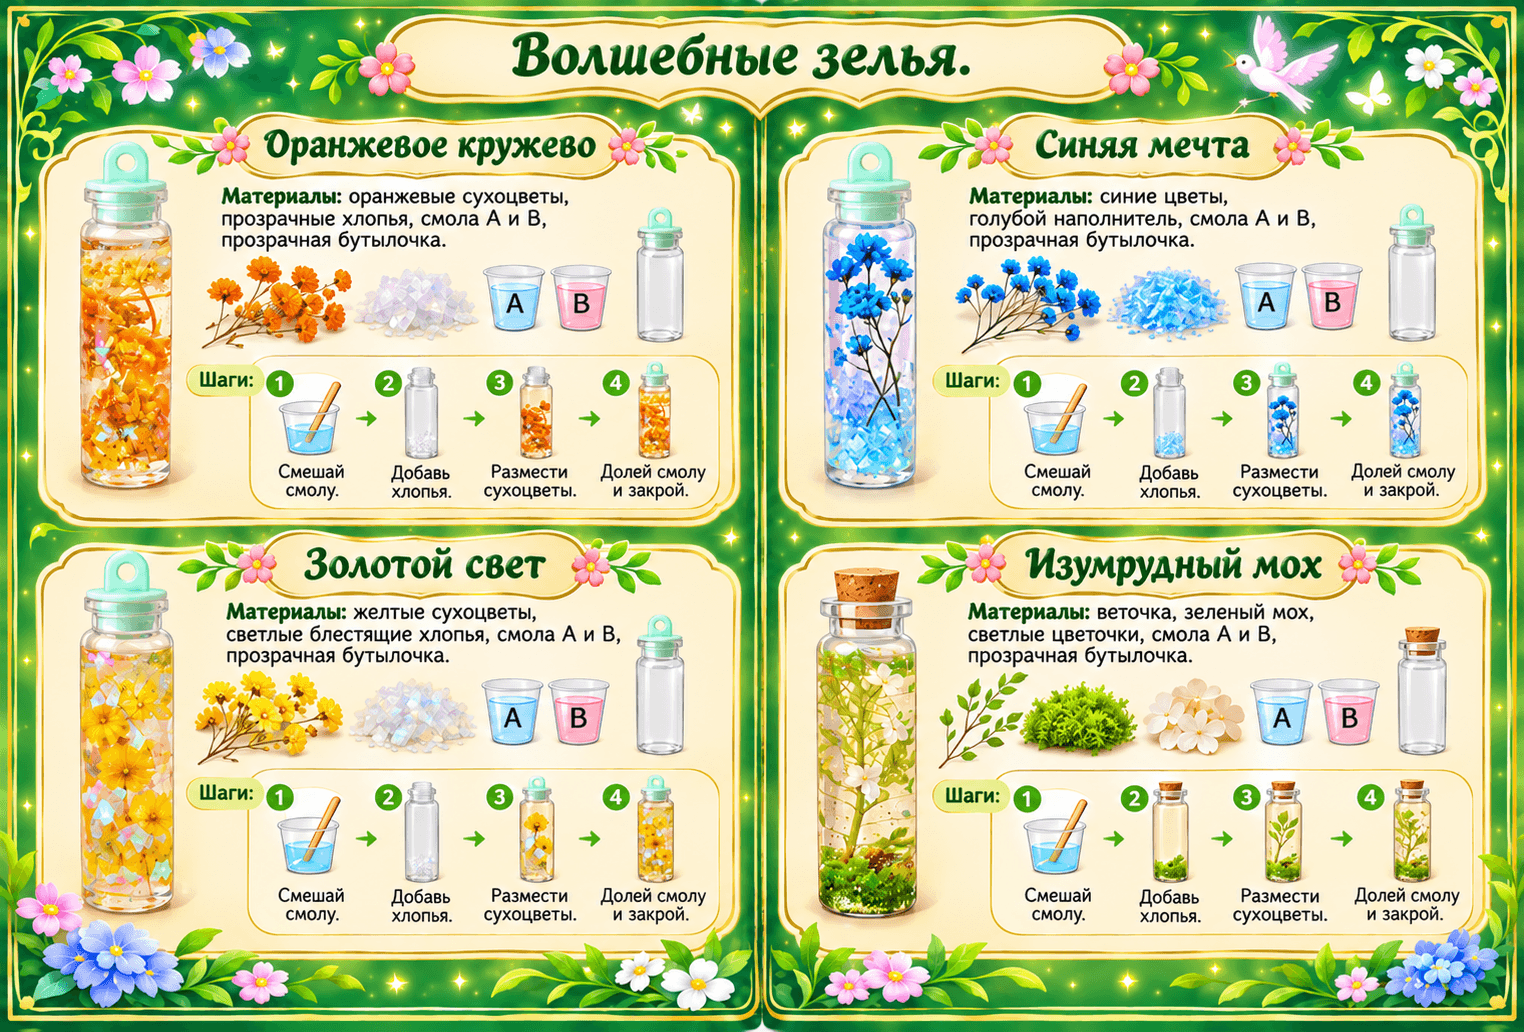 Волшебные зелья.
Оранжевое кружево
Материалы: оранжевые сухоцветы,
прозрачные хлопья, смола А и В,
прозрачная бутылочка.
A
B
Шаги:
1
2
3
4
Смешай
смолу.
Добавь
хлопья.
Размести
сухоцветы.
Долей смолу
и закрой.
Синяя мечта
Материалы: синие цветы,
голубой наполнитель, смола А и В,
прозрачная бутылочка.
A
B
Шаги:
1
2
3
4
Смешай
смолу.
Добавь
хлопья.
Размести
сухоцветы.
Долей смолу
и закрой.
Золотой свет
Материалы: желтые сухоцветы,
светлые блестящие хлопья, смола А и В,
прозрачная бутылочка.
A
B
Шаги:
1
2
3
4
Смешай
смолу.
Добавь
хлопья.
Размести
сухоцветы.
Долей смолу
и закрой.
Изумрудный мох
Материалы: веточка, зеленый мох,
светлые цветочки, смола А и В,
прозрачная бутылочка.
A
B
Шаги:
1
2
3
4
Смешай
смолу.
Добавь
хлопья.
Размести
сухоцветы.
Долей смолу
и закрой.